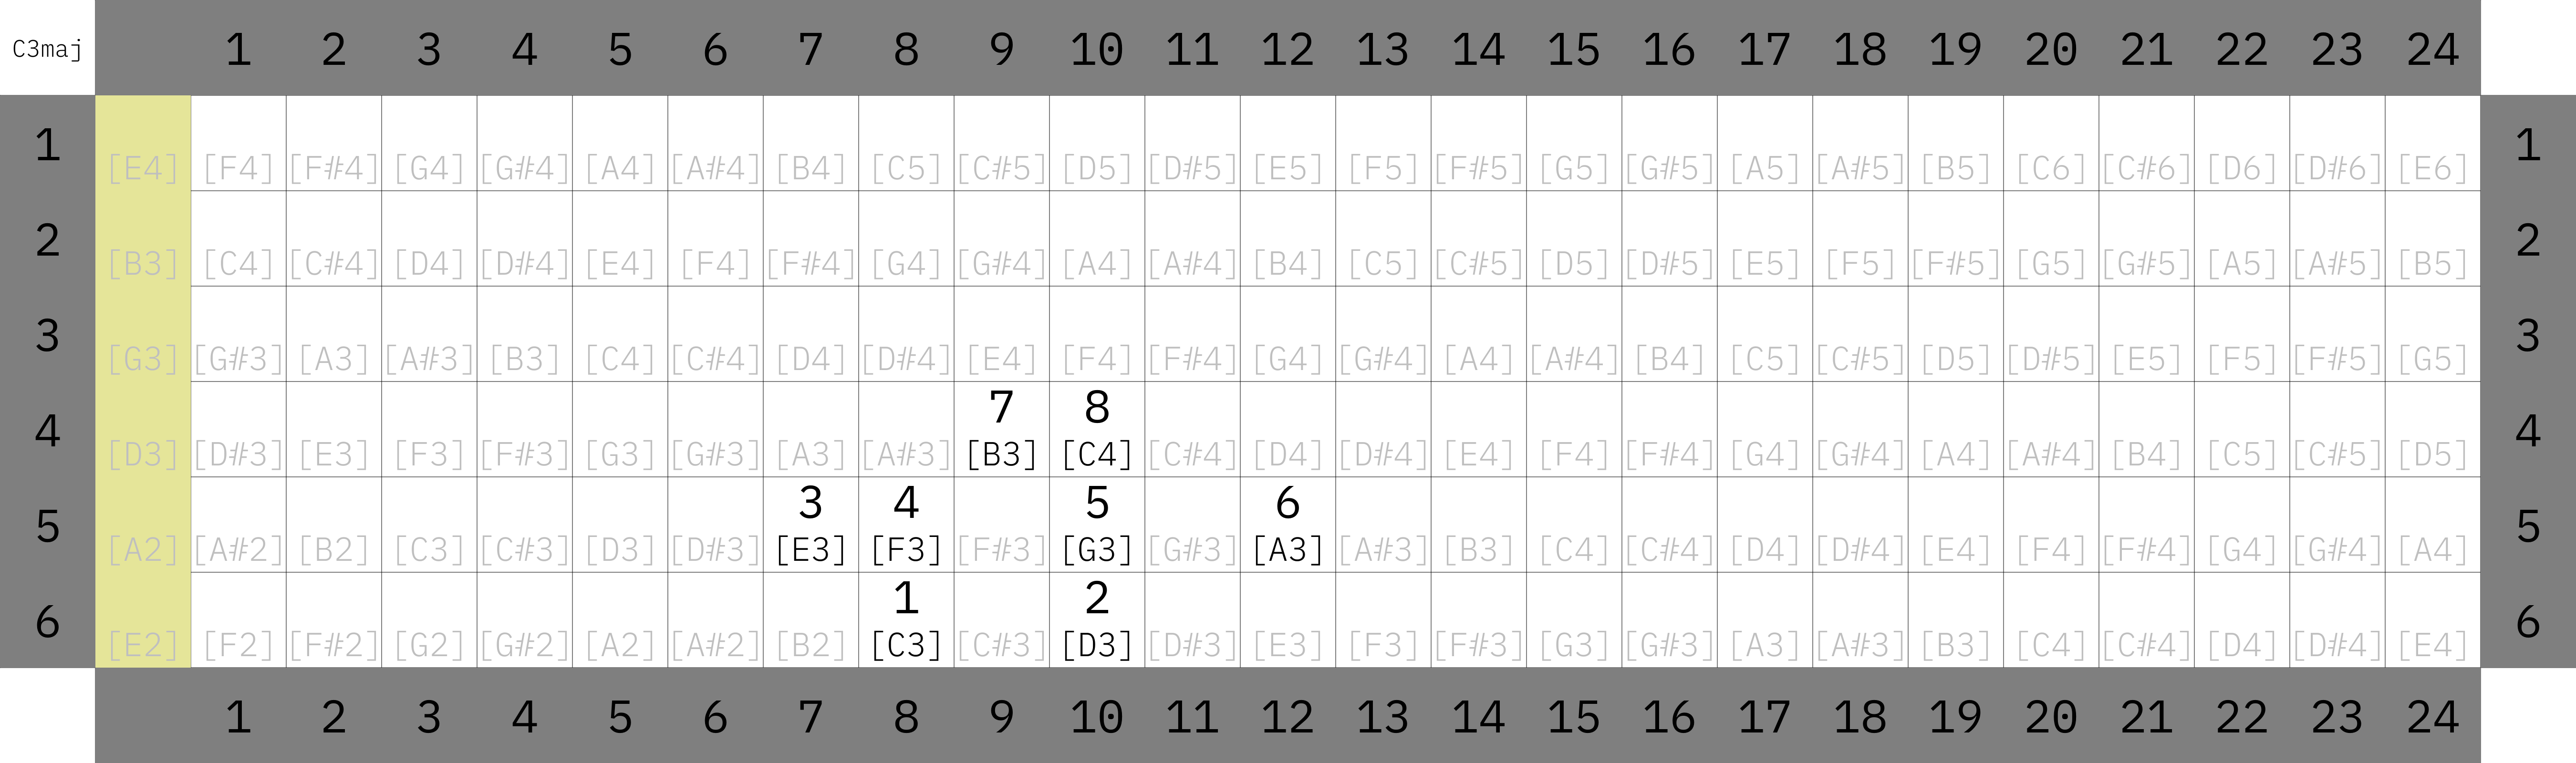 C3maj 1 2 3 4 5 6 7 8 9 10 11 12 13 14 15 16 17 18 19 20 21 22 23 24
1 [E4] [F4] [F#4] [G4] [G#4] [A4] [A#4] [B4] [C5] [C#5] [D5] [D#5] [E5] [F5] [F#5] [G5] [G#5] [A5] [A#5] [B5] [C6] [C#6] [D6] [D#6] [E6] 1
2 [B3] [C4] [C#4] [D4] [D#4] [E4] [F4] [F#4] [G4] [G#4] [A4] [A#4] [B4] [C5] [C#5] [D5] [D#5] [E5] [F5] [F#5] [G5] [G#5] [A5] [A#5] [B5] 2
3 [G3] [G#3] [A3] [A#3] [B3] [C4] [C#4] [D4] [D#4] [E4] [F4] [F#4] [G4] [G#4] [A4] [A#4] [B4] [C5] [C#5] [D5] [D#5] [E5] [F5] [F#5] [G5] 3
7 8
4 [D3] [D#3] [E3] [F3] [F#3] [G3] [G#3] [A3] [A#3] [B3] [C4] [C#4] [D4] [D#4] [E4] [F4] [F#4] [G4] [G#4] [A4] [A#4] [B4] [C5] [C#5] [D5] 4
3 4 5 6
5 [A2] [A#2] [B2] [C3] [C#3] [D3] [D#3] [E3] [F3] [F#3] [G3] [G#3] [A3] [A#3] [B3] [C4] [C#4] [D4] [D#4] [E4] [F4] [F#4] [G4] [G#4] [A4] 5
1 2
6 [E2] [F2] [F#2] [G2] [G#2] [A2] [A#2] [B2] [C3] [C#3] [D3] [D#3] [E3] [F3] [F#3] [G3] [G#3] [A3] [A#3] [B3] [C4] [C#4] [D4] [D#4] [E4] 6
1 2 3 4 5 6 7 8 9 10 11 12 13 14 15 16 17 18 19 20 21 22 23 24